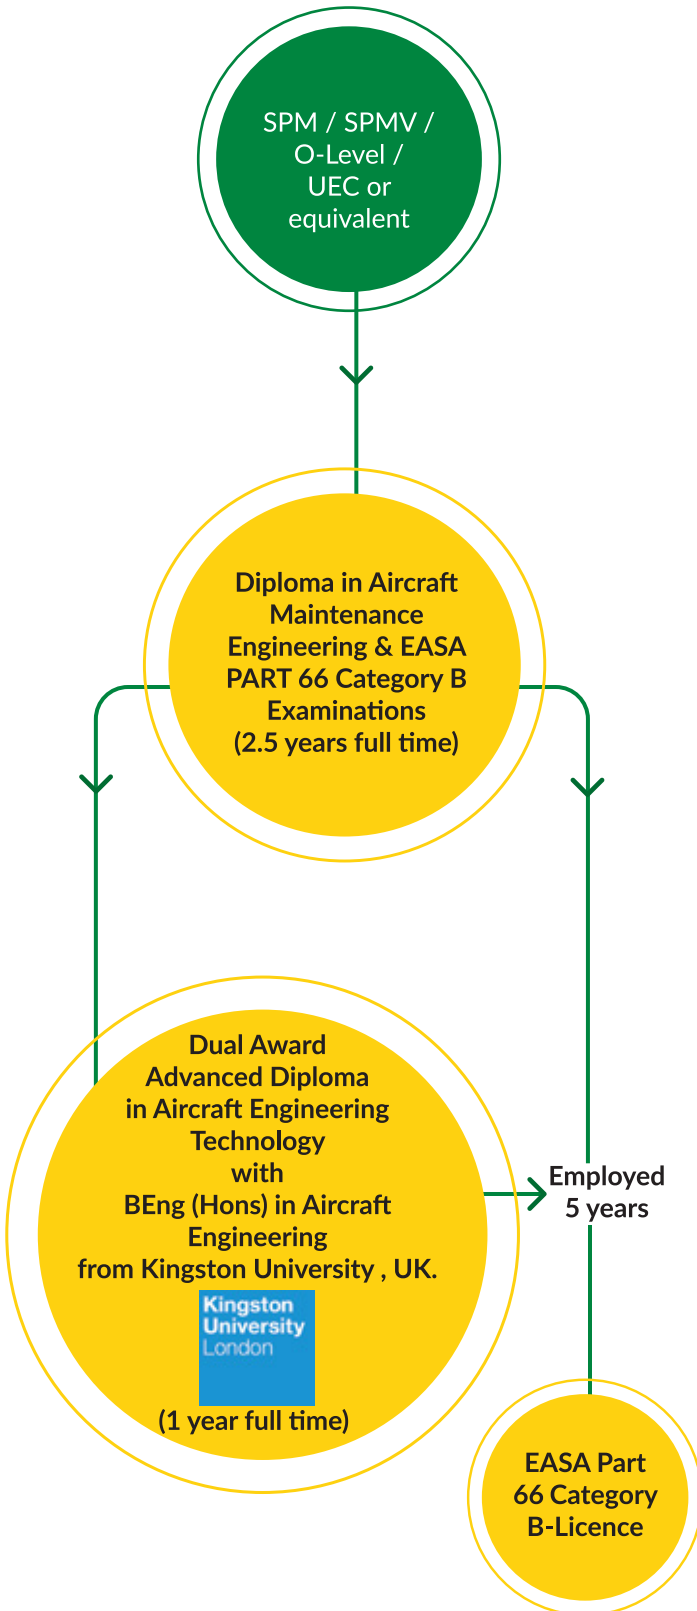 SPM / SPMV /
O-Level /
UEC or
equivalent
Diploma in Aircraft
Maintenance
Engineering & EASA
PART 66 Category B
Examinations
(2.5 years full time)
Dual Award
Advanced Diploma
in Aircraft Engineering
Technology
with
BEng (Hons) in Aircraft
Engineering
from Kingston University , UK.
Kingston
University
London
(1 year full time)
Employed
5 years
EASA Part
66 Category
B-Licence